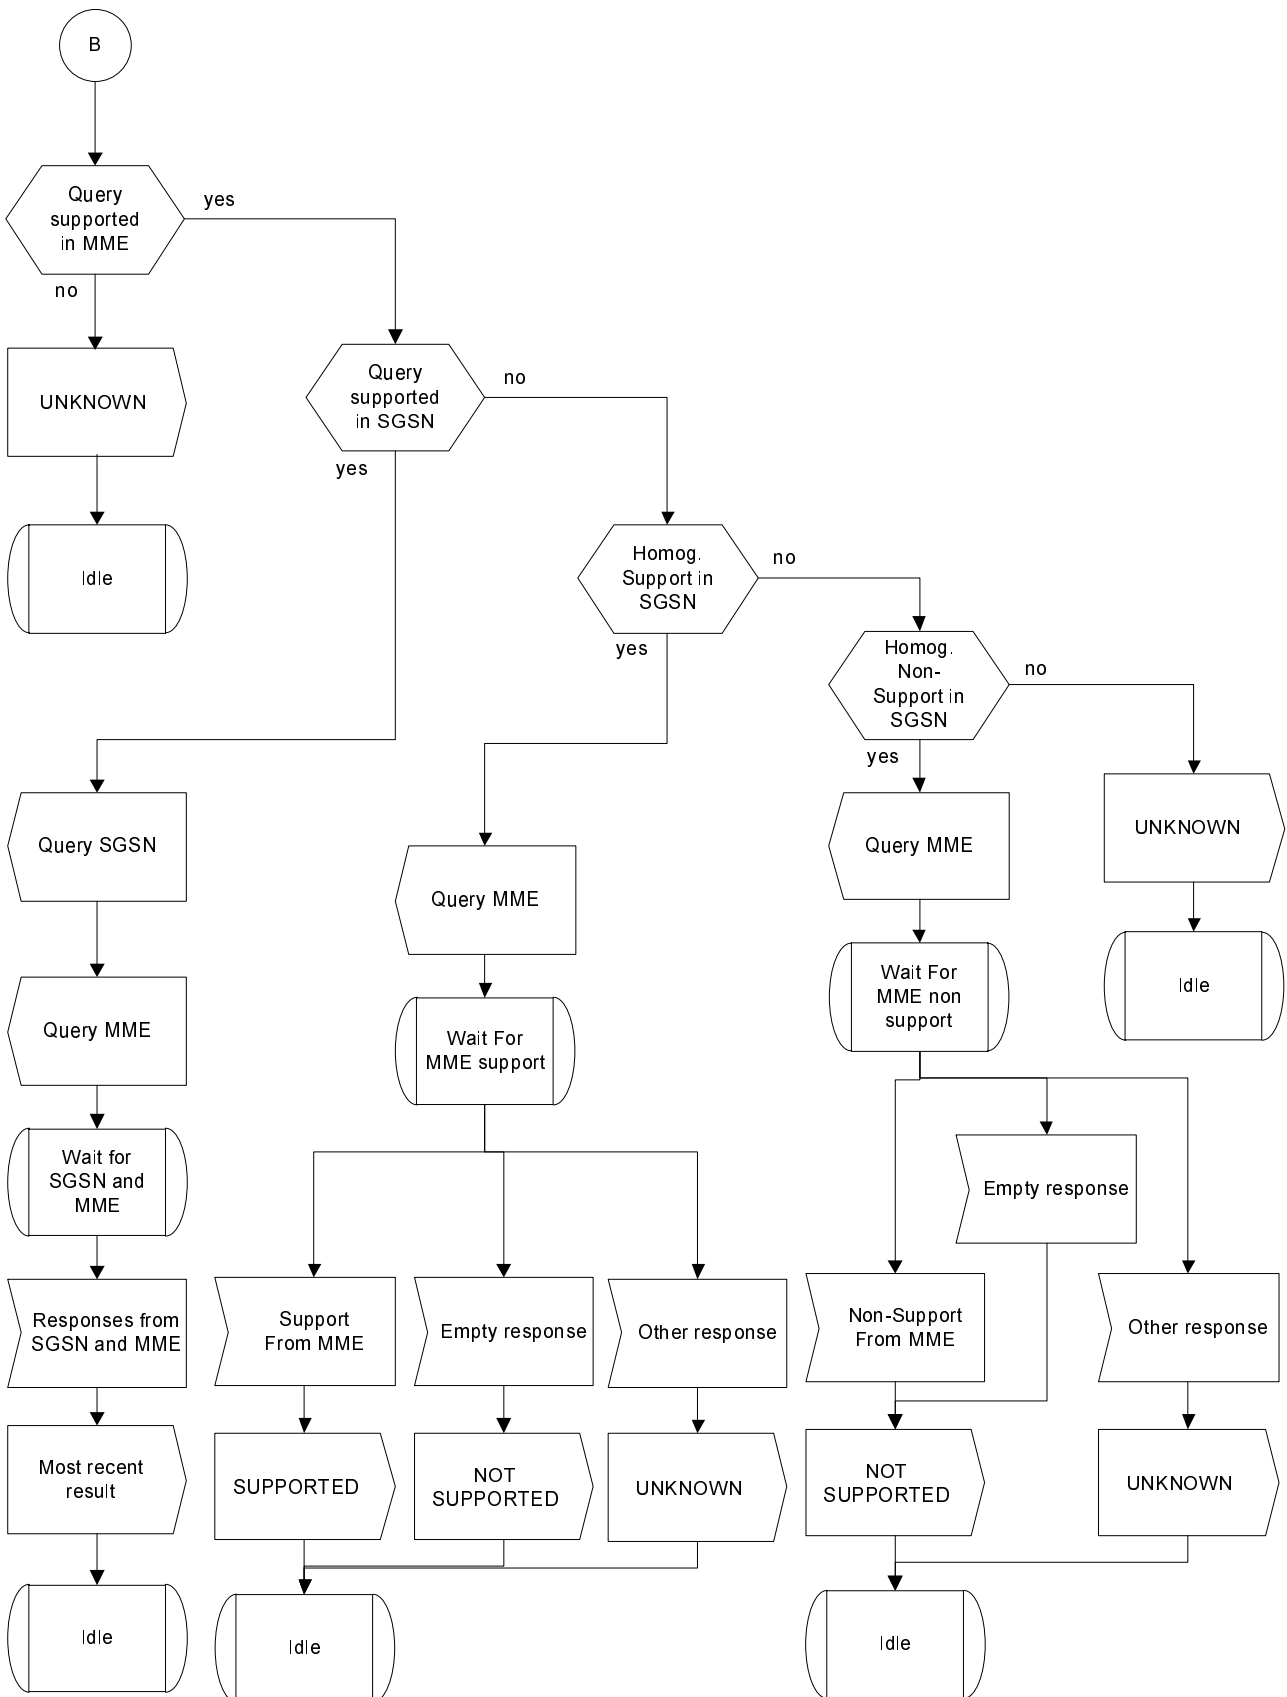 B
Query
supported
in MME
yes
no
UNKNOWN
Idle
Query
supported
in SGSN
no
yes
Homog.
Support in
SGSN
no
yes
Homog.
Non-
Support in
SGSN
no
yes
UNKNOWN
Idle
Query SGSN
Query MME
Wait for
SGSN and
MME
Responses from
SGSN and MME
Most recent
result
Idle
Query MME
Wait For
MME support
Support
From MME
Empty response
Other response
SUPPORTED
NOT
SUPPORTED
UNKNOWN
Idle
Query MME
Wait For
MME non
support
Empty response
Non-Support
From MME
Other response
NOT
SUPPORTED
UNKNOWN
Idle